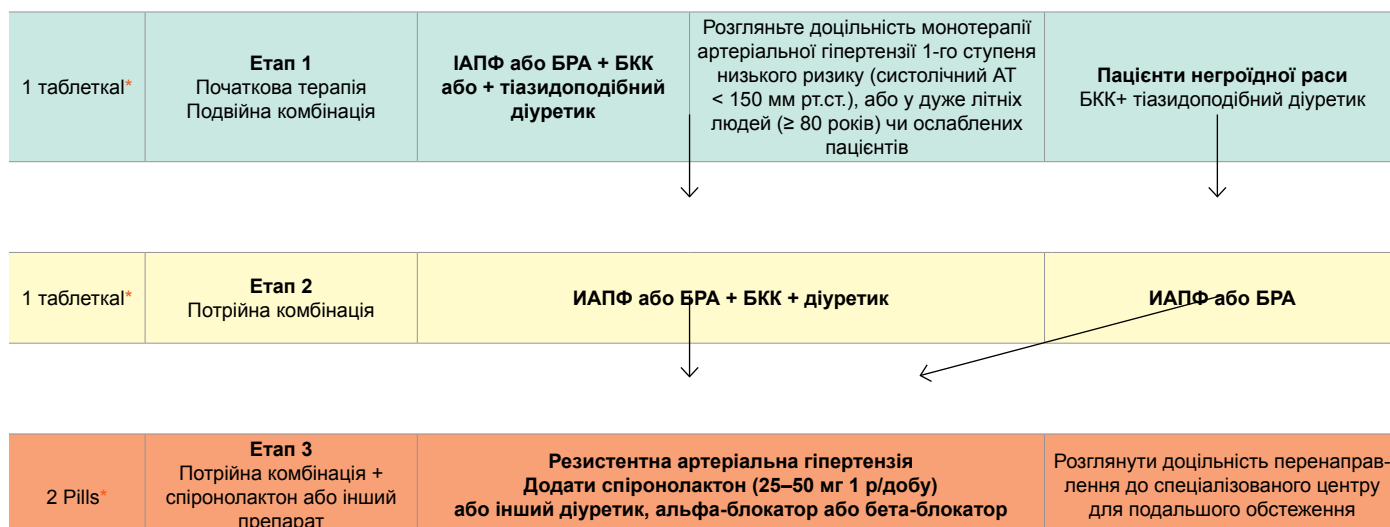 1 таблеткаl*
Етап 1
Початкова терапія
Подвійна комбінація
ІАПФ або БРА + БКК
або + тіазидоподібний
діуретик
Розгляньте доцільність монотерапії
артеріальної гіпертензії 1-го ступеня
низького ризику (систолічний АТ
< 150 мм рт.ст.), або у дуже літніх
людей (≥ 80 років) чи ослаблених
пацієнтів
Пацієнти негроїдної раси
БКК+ тіазидоподібний діуретик
1 таблеткаl*
Етап 2
Потрійна комбінація
ИАПФ або БРА + БКК + діуретик
ИАПФ або БРА
2 Pills*
Етап 3
Потрійна комбінація +
спіронолактон або інший
препарат
Резистентна артеріальна гіпертензія
Додати спіронолактон (25–50 мг 1 р/добу)
або інший діуретик, альфа-блокатор або бета-блокатор
Розглянути доцільність перенаправ-
лення до спеціалізованого центру
для подальшого обстеження